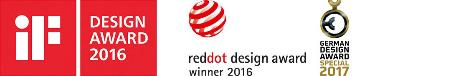 iF
DESIGN
AWARD
2016
reddot design award
winner 2016
GERMAN
DESIGN
AWARD
SPECIAL
2017